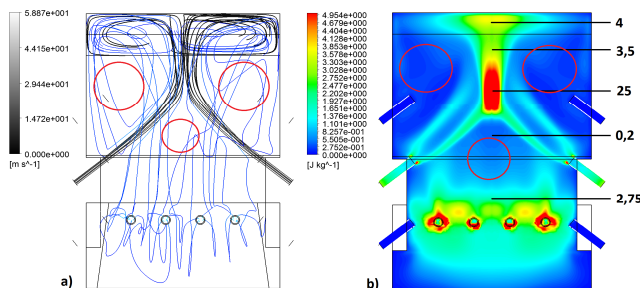 5.887e+001
4.415e+001
2.944e+001
1.472e+001
0.000e+000
[m s^-1]
a)
4.954e+000
4.679e+000
4.404e+000
4.128e+000
3.853e+000
3.578e+000
3.303e+000
3.027e+000
2.752e+000
2.477e+000
2.202e+000
1.927e+000
1.651e+000
1.376e+000
1.101e+000
8.257e-001
5.505e-001
2.752e-001
0.000e+000
[J kg^-1]
4
3,5
25
0,2
2,75
b)